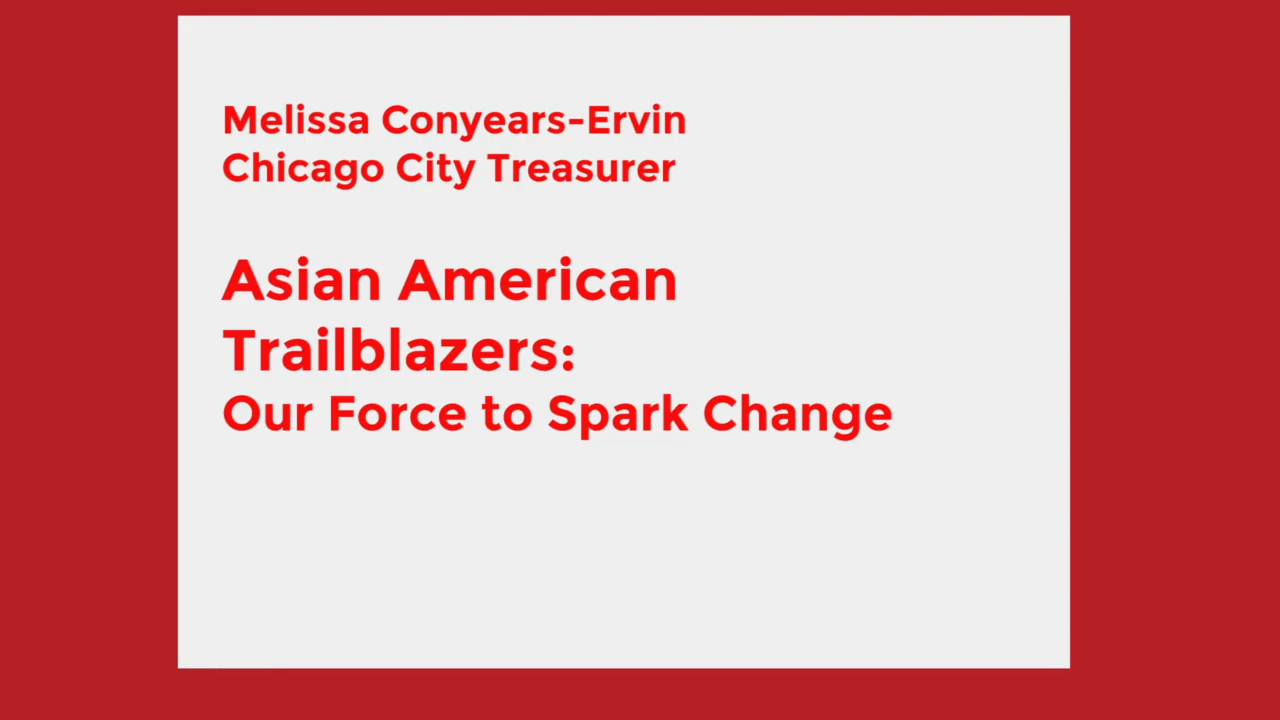 Melissa Conyears-Ervin
Chicago City Treasurer
Asian American
Trailblazers:
Our Force to Spark Change